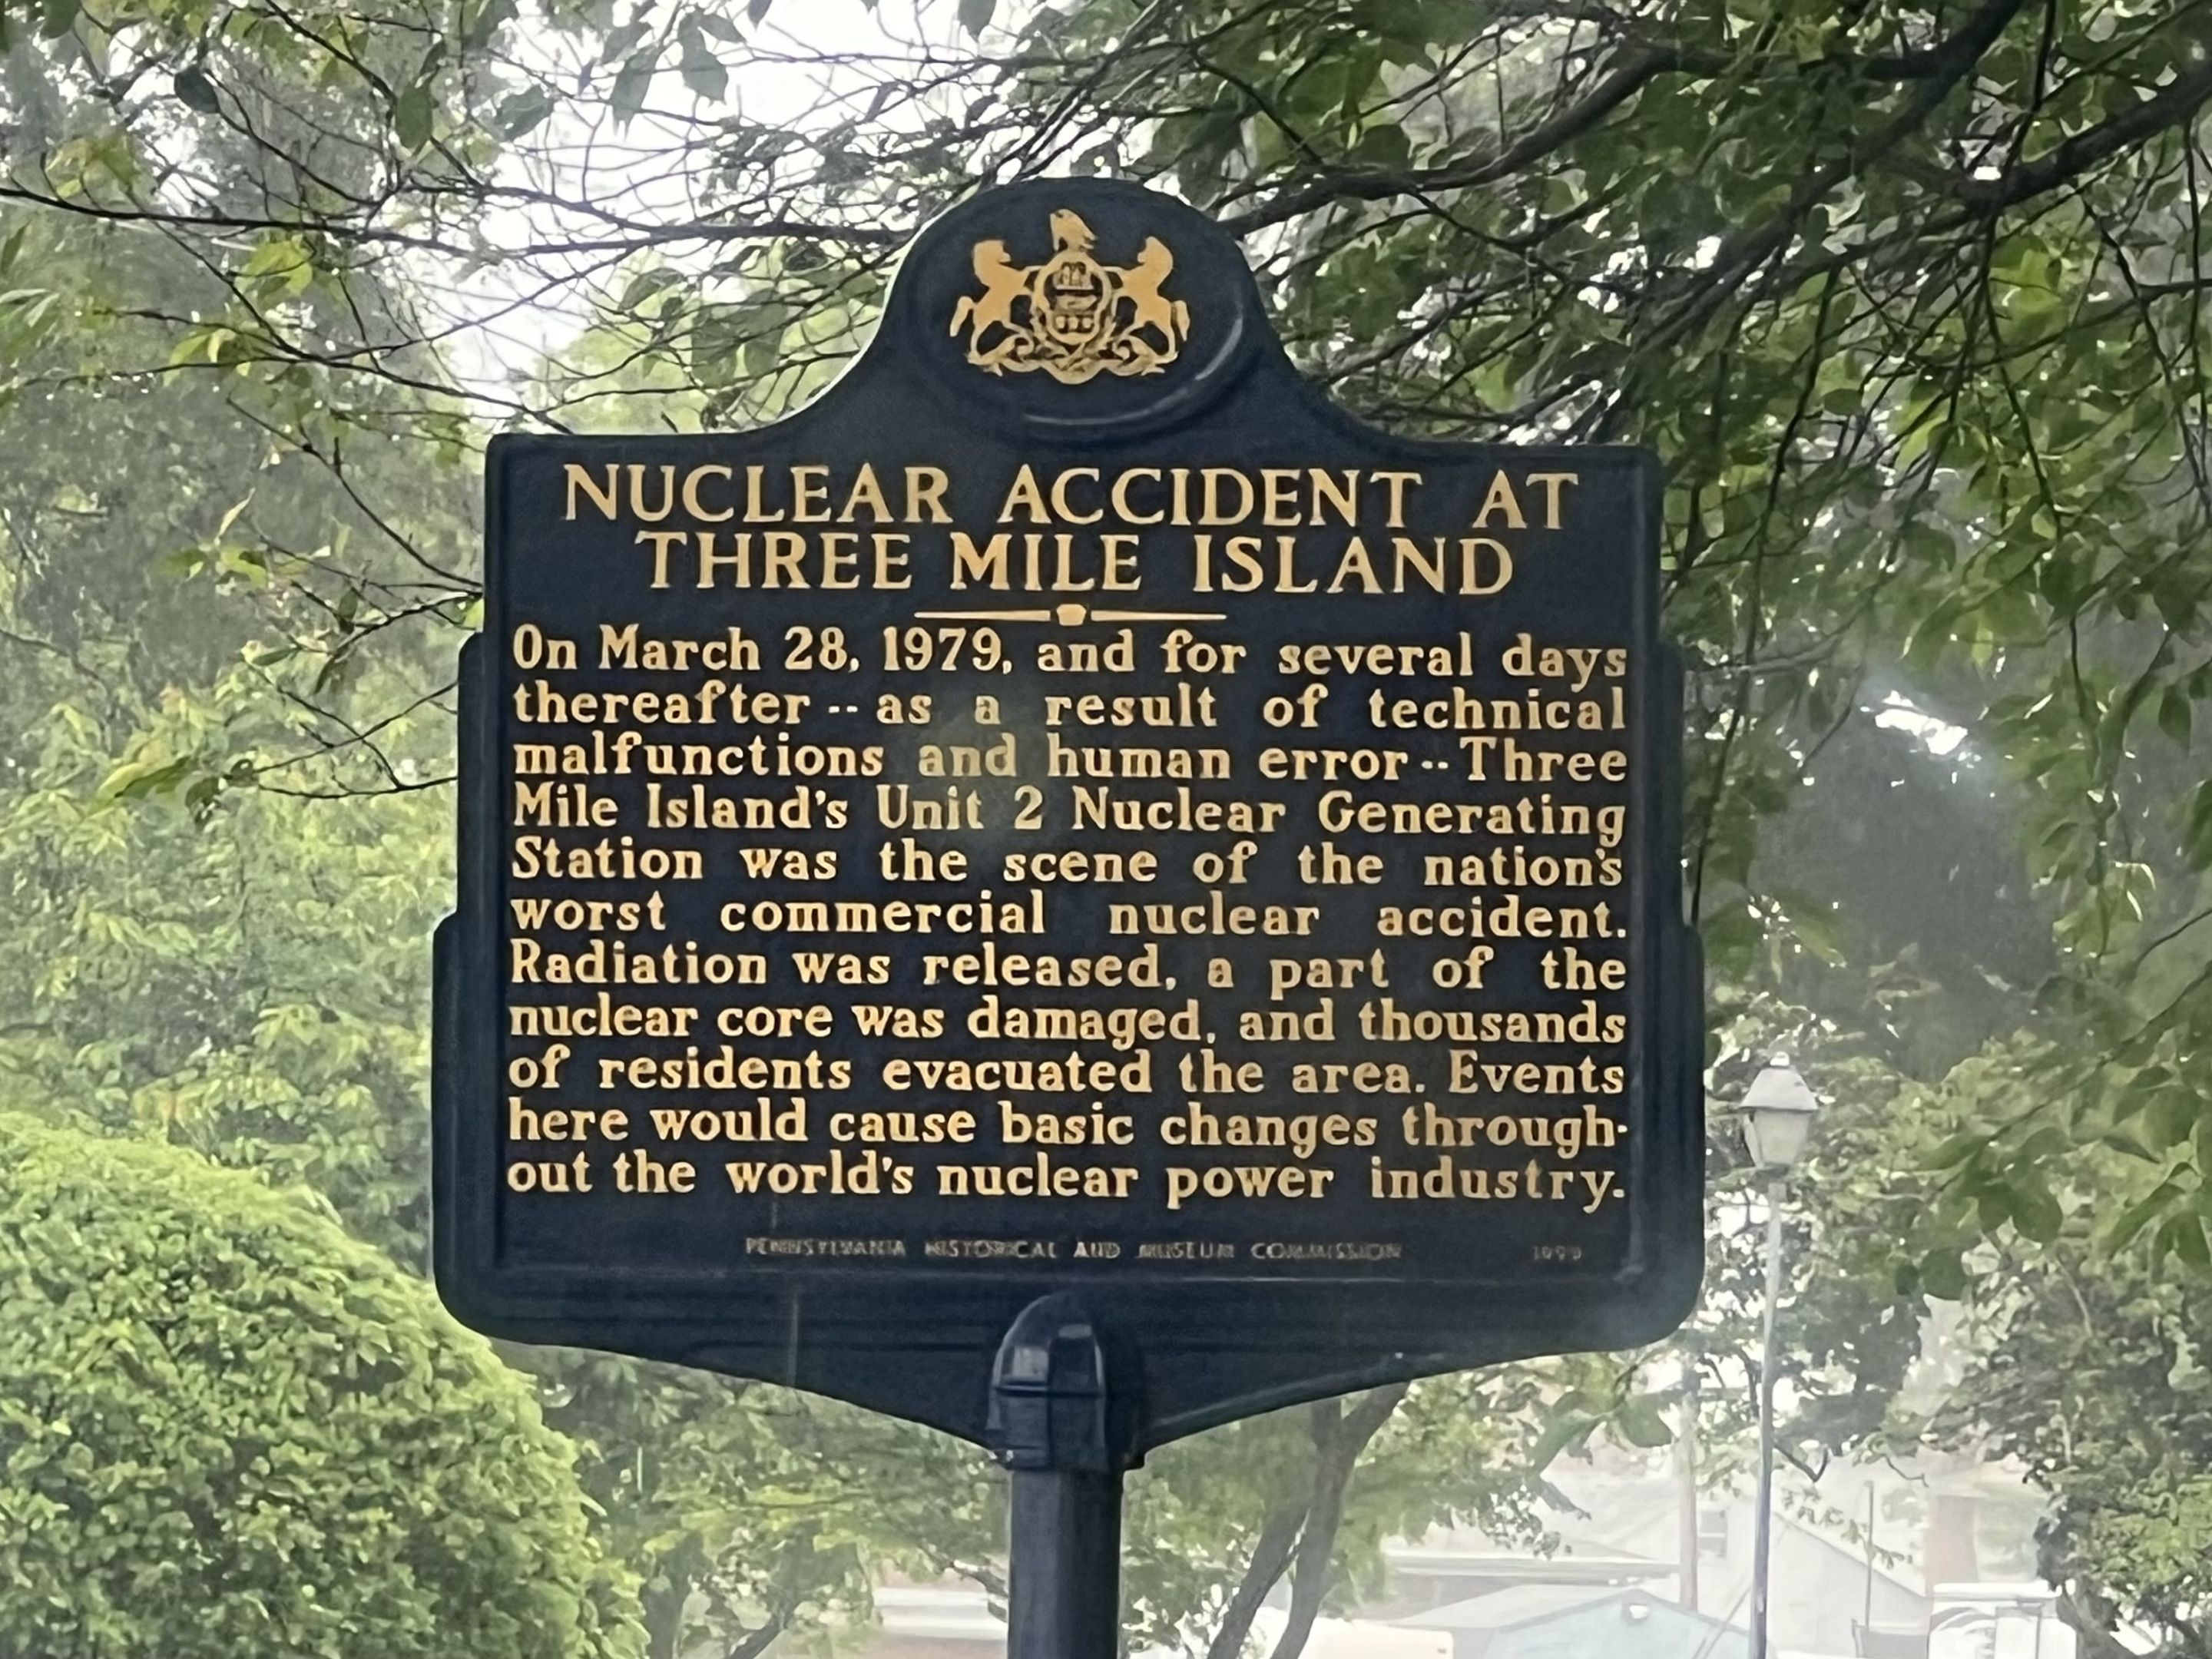 NUCLEAR ACCIDENT AT
THREE MILE ISLAND
On March 28, 1979, and for several days
thereafter -- as a result of technical
malfunctions and human error -- Three
Mile Island's Unit 2 Nuclear Generating
Station was the scene of the nation's
worst commercial nuclear accident.
Radiation was released, a part of the
nuclear core was damaged, and thousands
of residents evacuated the area. Events
here would cause basic changes through-
out the world's nuclear power industry.
PENNSYLVANIA HISTORICAL AND MUSEUM COMMISSION 1999